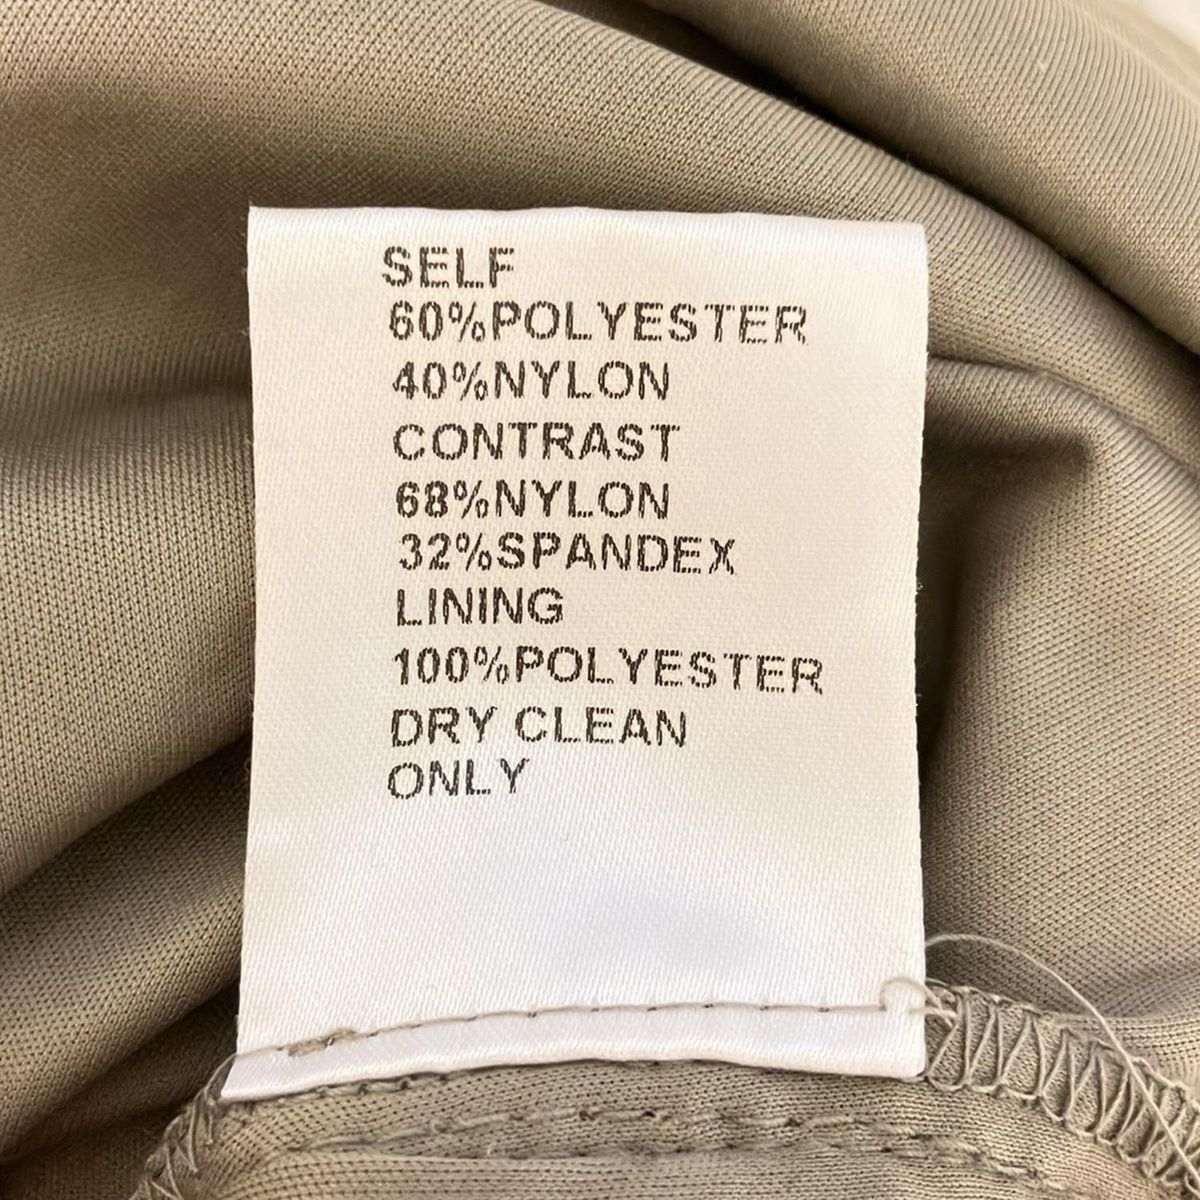 SELF
60%POLYESTER
40%NYLON
CONTRAST
68%NYLON
32%SPANDEX
LINING
100%POLYESTER
DRY CLEAN
ONLY